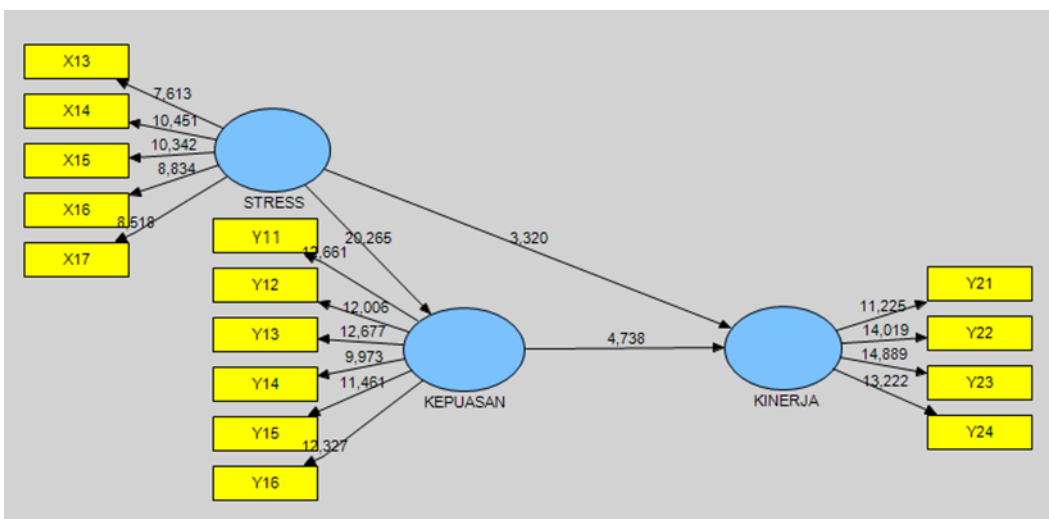 X13
X14
X15
X16
X17
7,613
10,451
10,342
8,834
8,518
STRESS
20,265
3,320
Y11
Y12
Y13
Y14
Y15
Y16
12,661
12,006
12,677
9,973
11,461
12,327
KEPUASAN
4,738
KINERJA
11,225
14,019
14,889
13,222
Y21
Y22
Y23
Y24